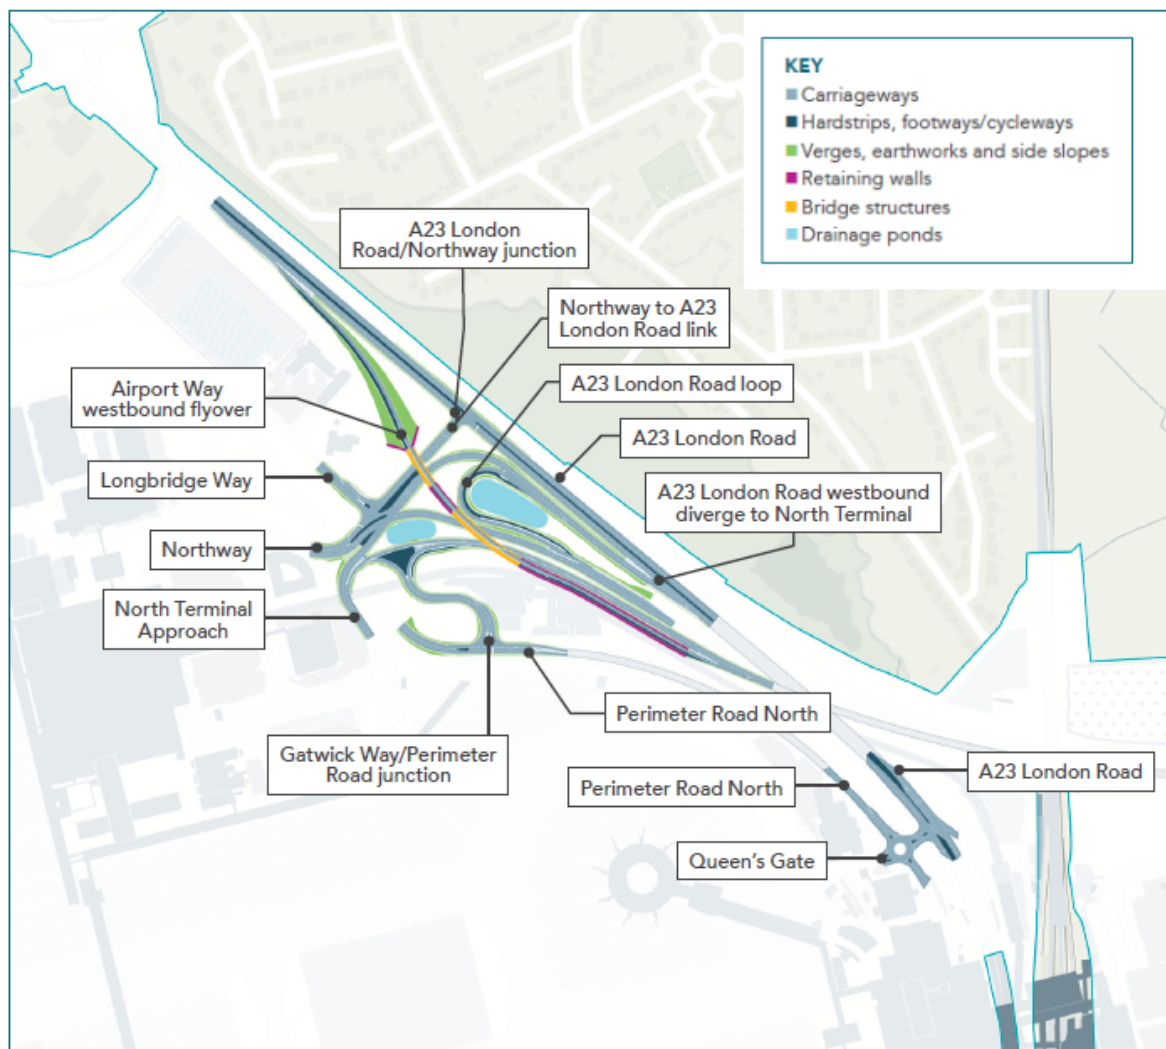 KEY
Carriageways
Hardstrips, footways/cycleways
Verges, earthworks and side slopes
Retaining walls
Bridge structures
Drainage ponds
A23 London
Road/Northway junction
Northway to A23
London Road link
A23 London Road loop
Airport Way
westbound flyover
A23 London Road
Longbridge Way
A23 London Road westbound
diverge to North Terminal
Northway
North Terminal
Approach
Perimeter Road North
Gatwick Way/Perimeter
Road junction
A23 London Road
Perimeter Road North
Queen's Gate